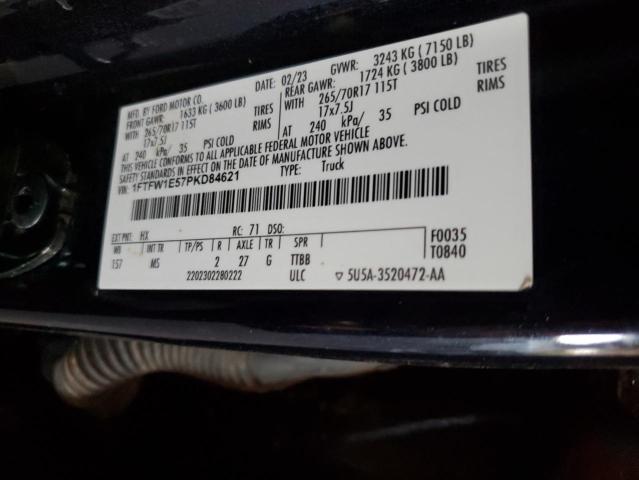 MFD. BY FORD MOTOR CO.
DATE: 02/23 GVWR: 3243 KG ( 7150 LB)
FRONT GAWR: 1633 KG ( 3600 LB) REAR GAWR: 1724 KG ( 3800 LB)
WITH 265/70R17 115T TIRES WITH 265/70R17 115T TIRES
17x7.5J RIMS 17x7.5J RIMS
AT 240 kPa/ 35 PSI COLD AT 240 kPa/ 35 PSI COLD
THIS VEHICLE CONFORMS TO ALL APPLICABLE FEDERAL MOTOR VEHICLE
SAFETY STANDARDS IN EFFECT ON THE DATE OF MANUFACTURE SHOWN ABOVE.
VIN: 1FTFW1E57PKD84621 TYPE: Truck
EXT PNT: HX RC: 71 DSO: F0035
WB INT TR TP/PS R AXLE TR SPR T0840
157 MS 2 27 G TTBB
2202302280222 ULC ▽ 5U5A-3520472-AA